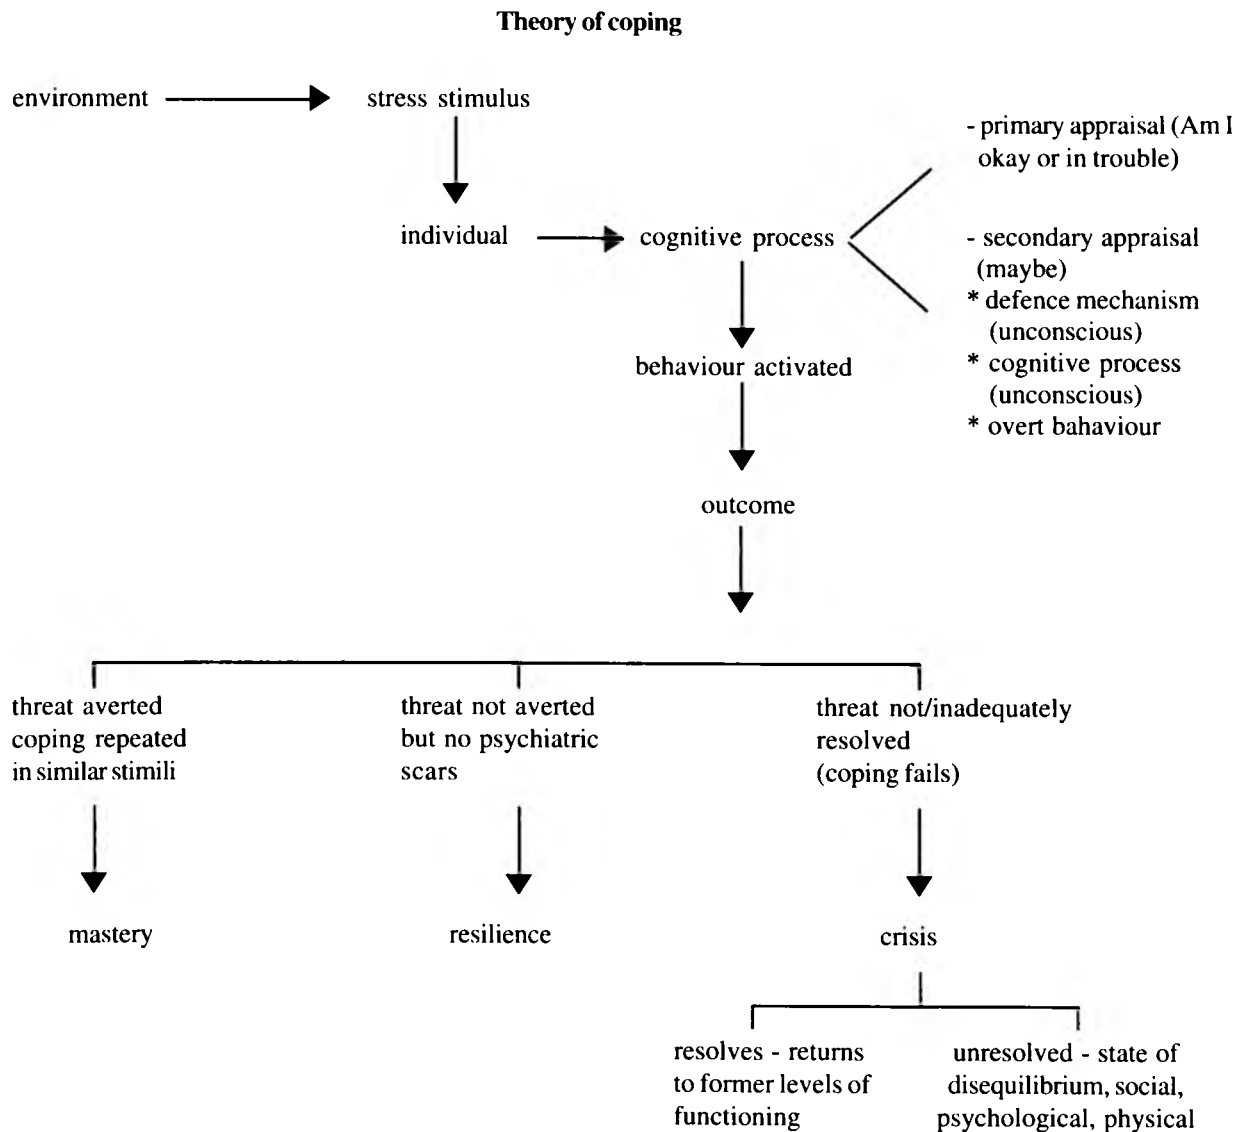 Theory of coping
environment
stress stimulus
- primary appraisal (Am I
okay or in trouble)
individual
cognitive process
- secondary appraisal
(maybe)
* defence mechanism
(unconscious)
* cognitive process
(unconscious)
* overt bahaviour
behaviour activated
outcome
threat averted
coping repeated
in similar stimili
threat not averted
but no psychiatric
scars
threat not/inadequately
resolved
(coping fails)
mastery
resilience
crisis
resolves - returns
to former levels of
functioning
unresolved - state of
disequilibrium, social,
psychological, physical